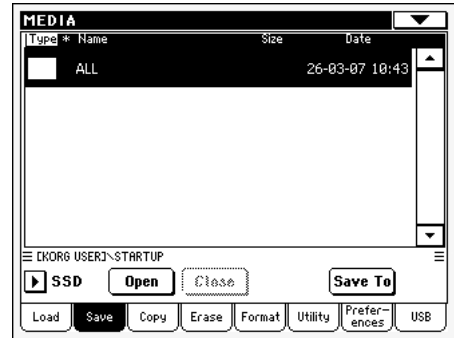 MEDIA
Type * Name Size Date
ALL 26-03-07 10:43
[KORG USER]\STARTUP
SSD Open Close Save To
Load Save Copy Erase Format Utility Prefer-
ences USB